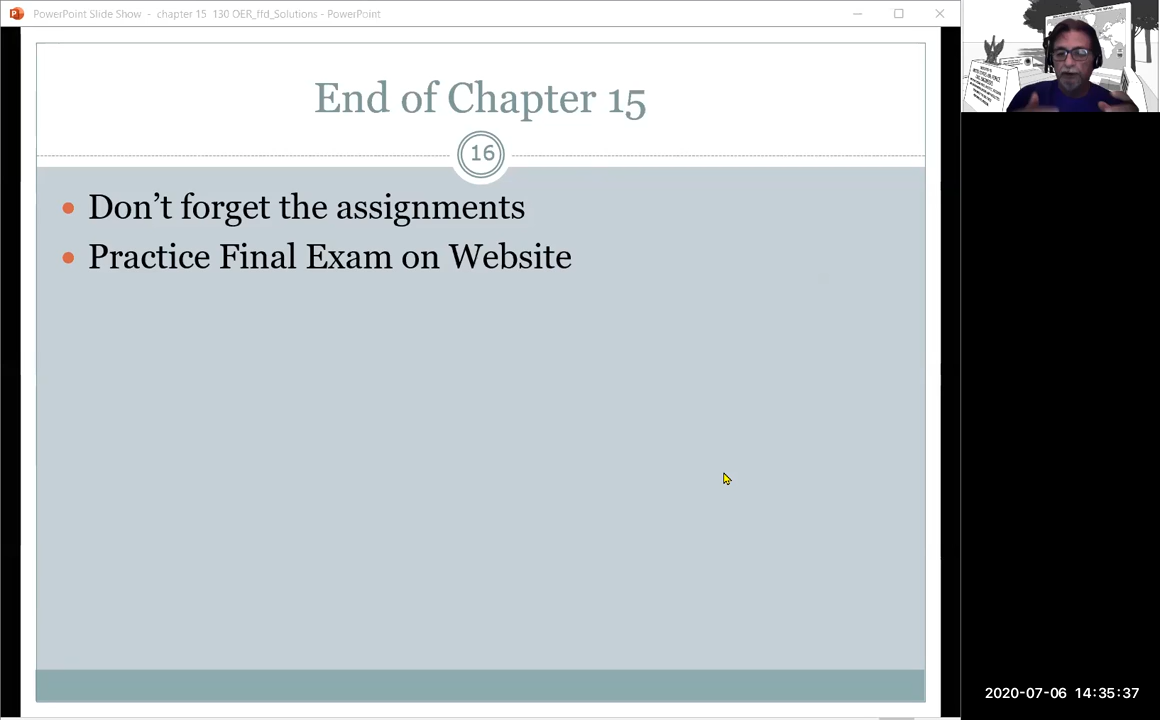 PowerPoint Slide Show - chapter 15 130 OER_ffd_Solutions - PowerPoint
End of Chapter 15
16
Don’t forget the assignments
Practice Final Exam on Website
2020-07-06 14:35:37